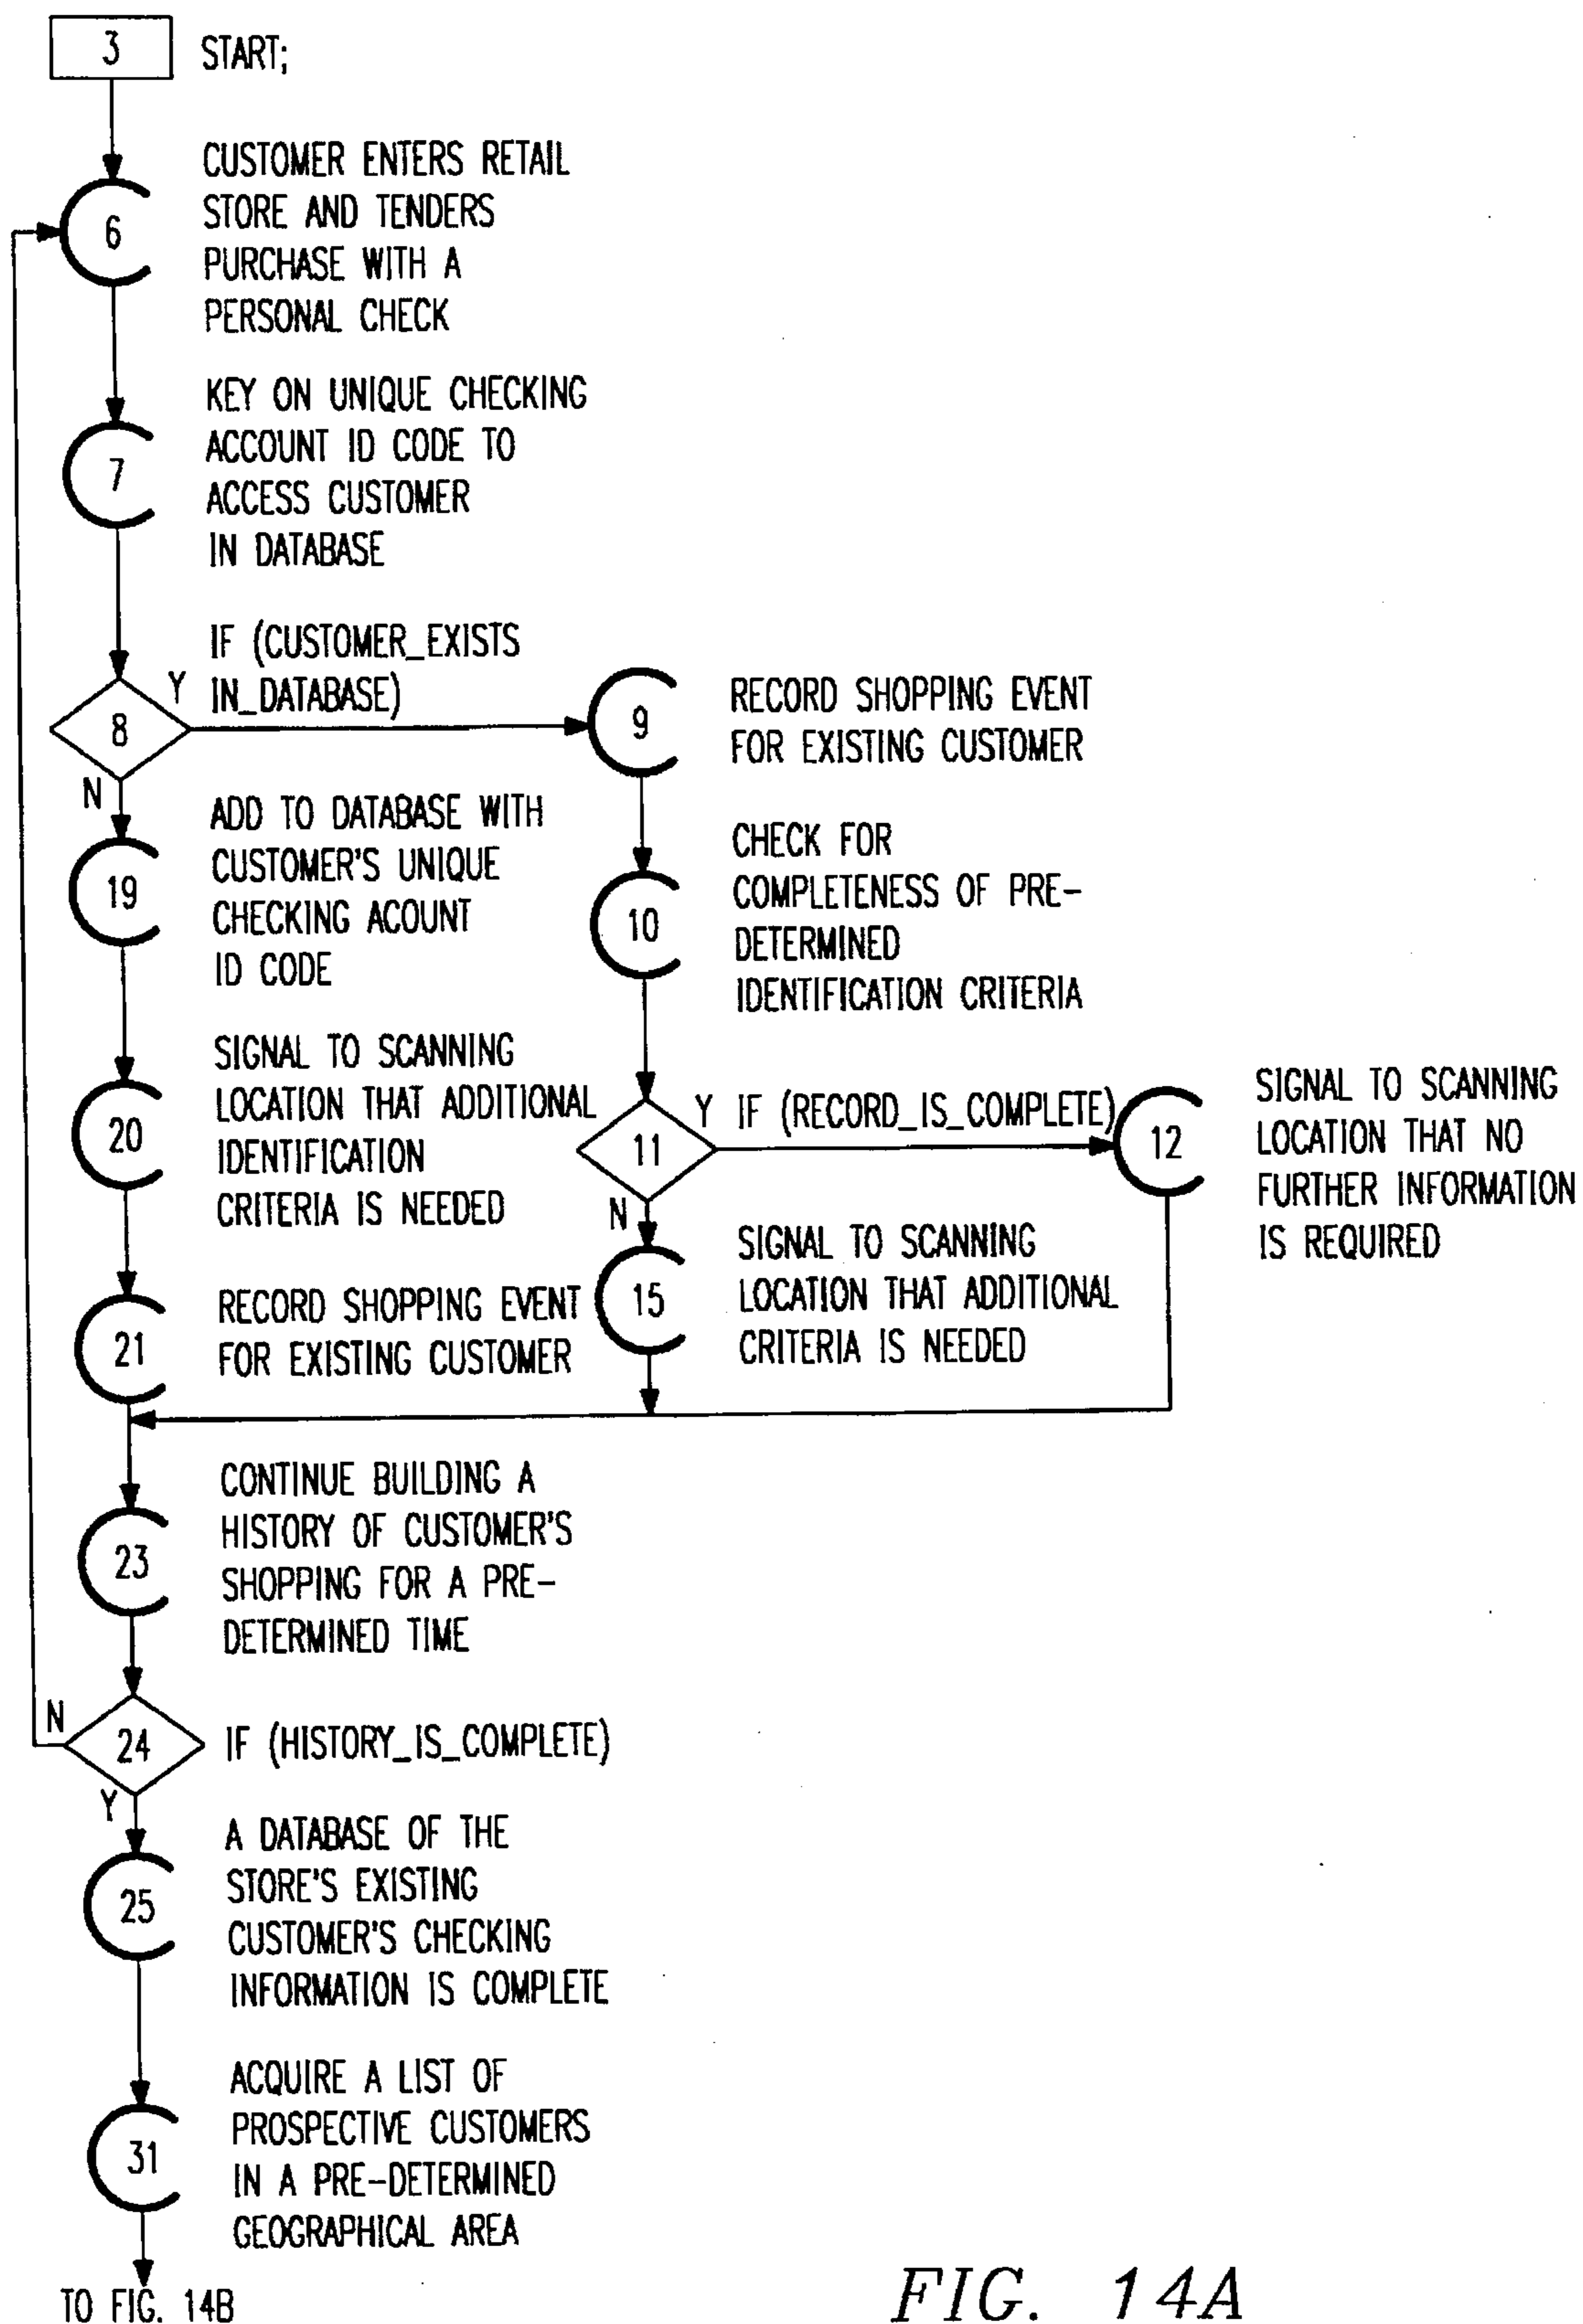 3 START;
CUSTOMER ENTERS RETAIL
STORE AND TENDERS
PURCHASE WITH A
PERSONAL CHECK
6
KEY ON UNIQUE CHECKING
ACCOUNT ID CODE TO
ACCESS CUSTOMER
IN DATABASE
7
IF (CUSTOMER_EXISTS
IN_DATABASE)
Y
8
N
RECORD SHOPPING EVENT
FOR EXISTING CUSTOMER
9
ADD TO DATABASE WITH
CUSTOMER'S UNIQUE
CHECKING ACOUNT
ID CODE
19
CHECK FOR
COMPLETENESS OF PRE-
DETERMINED
IDENTIFICATION CRITERIA
10
SIGNAL TO SCANNING
LOCATION THAT ADDITIONAL
IDENTIFICATION
CRITERIA IS NEEDED
20
Y IF (RECORD_IS_COMPLETE)
11
N
12
SIGNAL TO SCANNING
LOCATION THAT NO
FURTHER INFORMATION
IS REQUIRED
RECORD SHOPPING EVENT
FOR EXISTING CUSTOMER
21
15
SIGNAL TO SCANNING
LOCATION THAT ADDITIONAL
CRITERIA IS NEEDED
CONTINUE BUILDING A
HISTORY OF CUSTOMER'S
SHOPPING FOR A PRE-
DETERMINED TIME
23
N
24
IF (HISTORY_IS_COMPLETE)
Y
A DATABASE OF THE
STORE'S EXISTING
CUSTOMER'S CHECKING
INFORMATION IS COMPLETE
25
ACQUIRE A LIST OF
PROSPECTIVE CUSTOMERS
IN A PRE-DETERMINED
GEOGRAPHICAL AREA
31
TO FIG. 14B
FIG. 14A